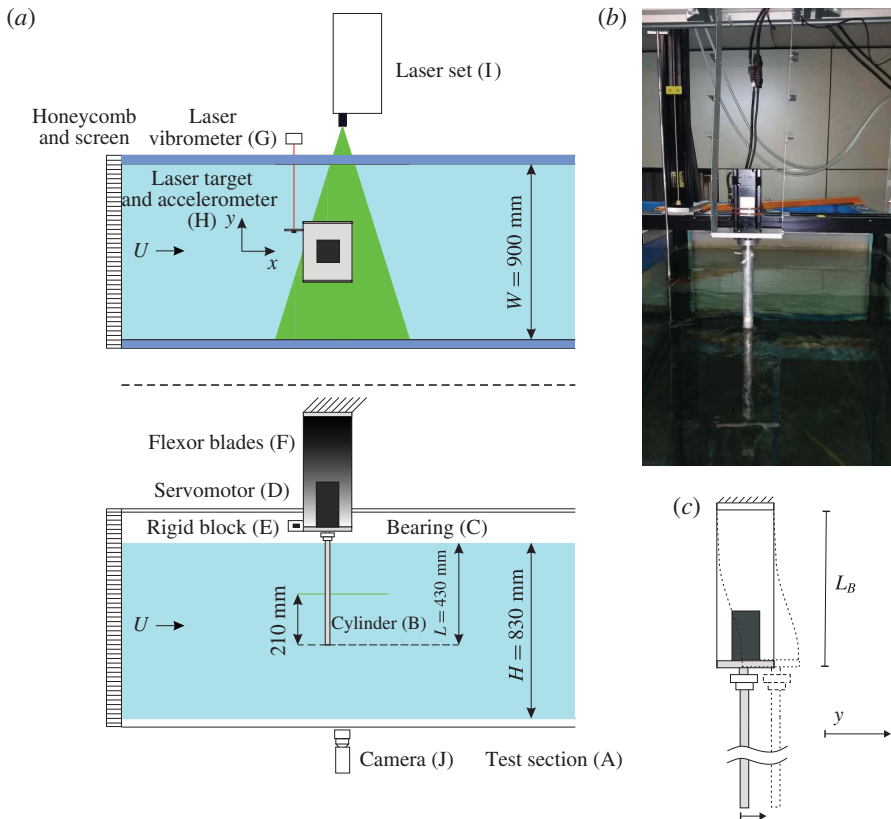 (a)
Laser set (I)
Honeycomb
and screen
Laser
vibrometer (G)
Laser target
and accelerometer
(H)
y
x
U
W = 900 mm
Flexor blades (F)
Servomotor (D)
Rigid block (E)
Bearing (C)
U
210 mm
Cylinder (B)
L = 430 mm
H = 830 mm
Camera (J)
Test section (A)
(b)
(c)
L_B
y